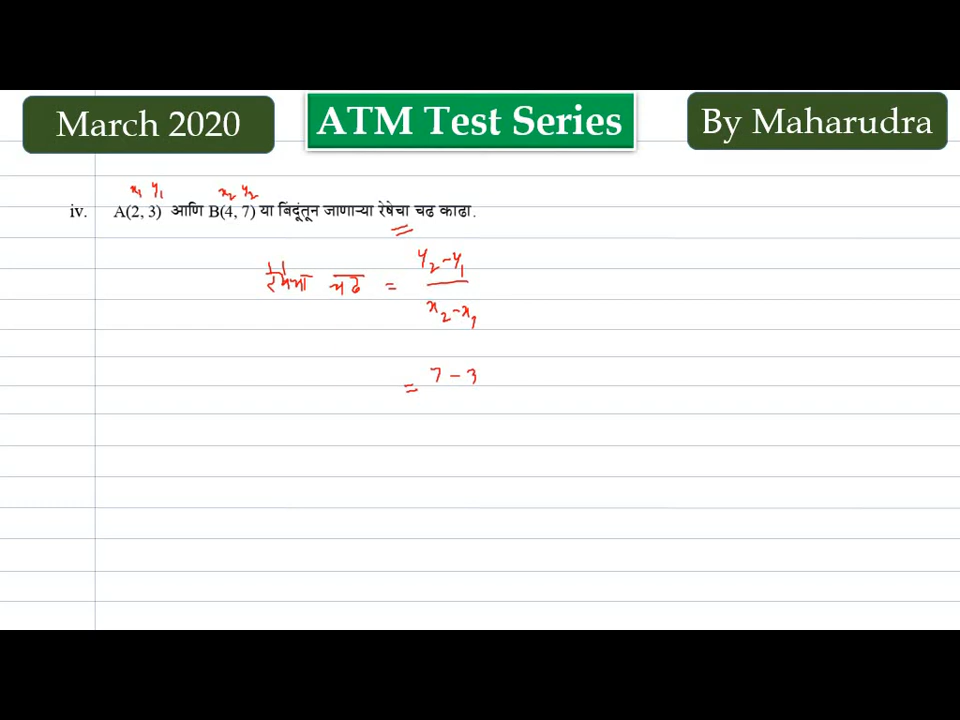 March 2020
ATM Test Series
By Maharudra
x₁ y₁ x₂ y₂
iv. A(2, 3) आणि B(4, 7) या बिंदूंतून जाणाऱ्या रेषेचा चढ काढा.
रेषेचा चढ = y₂-y₁
x₂-x₁
= 7-3